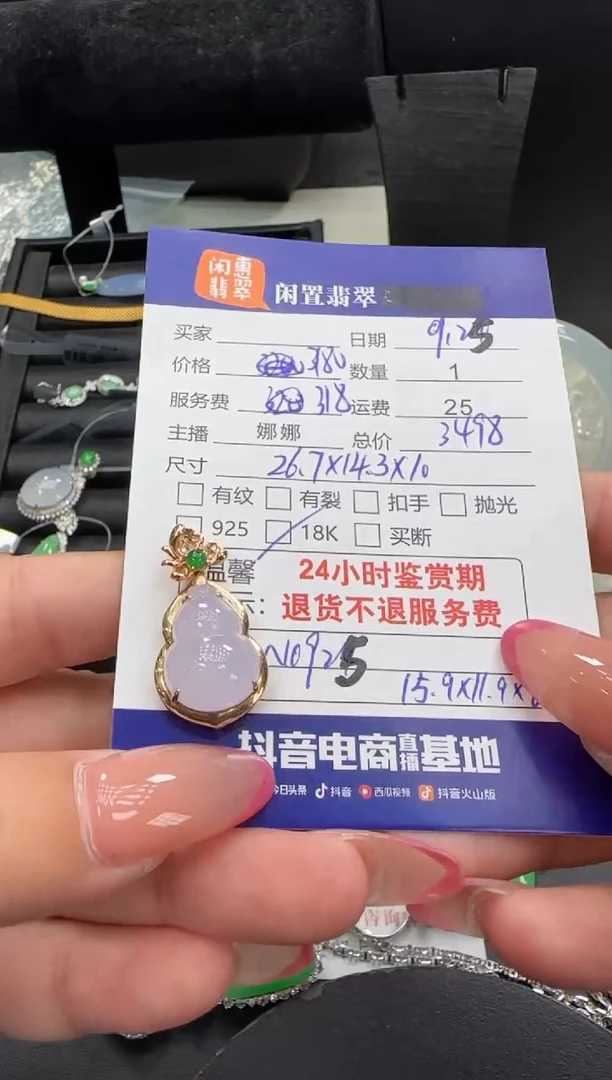 闲惠
翡翠
闲置翡翠
买家 日期 9.25
价格 3180 数量 1
服务费 318 运费 25
主播 娜娜 总价 3498
尺寸 26.7X14.3X10
有纹 有裂 扣手 抛光
925 18K 买断
温馨 24小时鉴赏期
示: 退货不退服务费
NO925
15.9X11.9X
抖音电商直播基地
今日头条 抖音 西瓜视频 抖音火山版